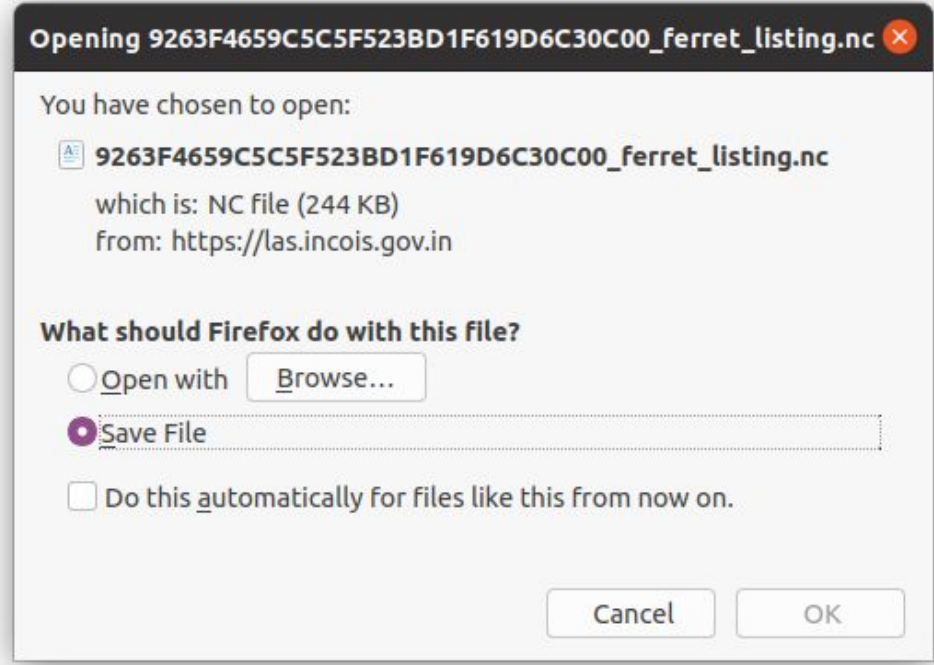 Opening 9263F4659C5C5F523BD1F619D6C30C00_ferret_listing.nc
You have chosen to open:
9263F4659C5C5F523BD1F619D6C30C00_ferret_listing.nc
which is: NC file (244 KB)
from: https://las.incois.gov.in
What should Firefox do with this file?
Open with Browse...
Save File
Do this automatically for files like this from now on.
Cancel OK